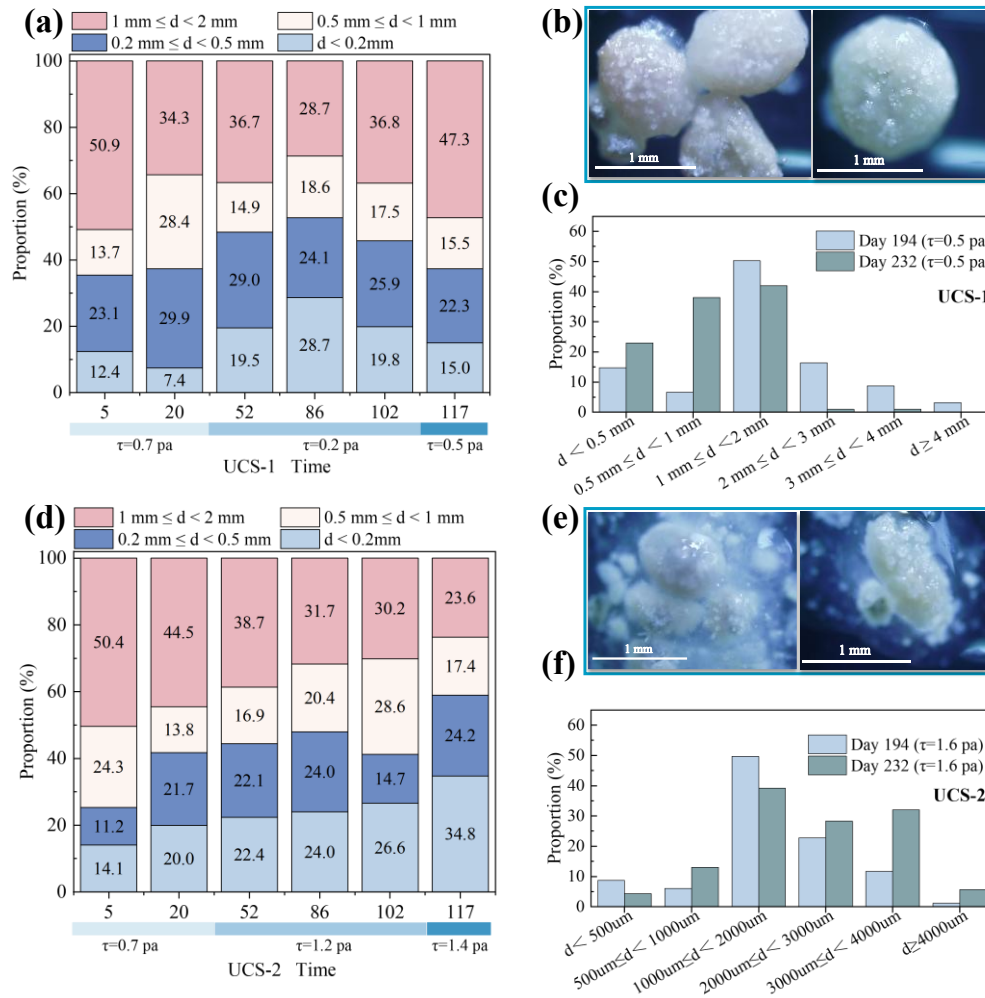 (a)
1 mm ≤ d < 2 mm
0.5 mm ≤ d < 1 mm
0.2 mm ≤ d < 0.5 mm
d < 0.2mm
Proportion (%)
100
80
60
40
20
0
50.9
34.3
36.7
28.7
36.8
47.3
13.7
28.4
14.9
18.6
17.5
15.5
23.1
29.9
29.0
24.1
25.9
22.3
12.4
7.4
19.5
28.7
19.8
15.0
5
20
52
86
102
117
τ=0.7 pa
τ=0.2 pa
τ=0.5 pa
UCS-1 Time
(b)
1 mm
1 mm
(c)
Proportion (%)
60
50
40
30
20
10
0
Day 194 (τ=0.5 pa
Day 232 (τ=0.5 pa
UCS-1
d < 0.5 mm
0.5 mm ≤ d < 1 mm
1 mm ≤ d <2 mm
2 mm ≤ d < 3 mm
3 mm ≤ d < 4 mm
d ≥ 4 mm
(d)
1 mm ≤ d < 2 mm
0.5 mm ≤ d < 1 mm
0.2 mm ≤ d < 0.5 mm
d < 0.2mm
Proportion (%)
100
80
60
40
20
0
50.4
44.5
38.7
31.7
30.2
23.6
24.3
13.8
16.9
20.4
28.6
17.4
11.2
21.7
22.1
24.0
14.7
24.2
14.1
20.0
22.4
24.0
26.6
34.8
5
20
52
86
102
117
τ=0.7 pa
τ=1.2 pa
τ=1.4 pa
UCS-2 Time
(e)
1 mm
1 mm
(f)
Proportion (%)
60
50
40
30
20
10
0
Day 194 (τ=1.6 pa)
Day 232 (τ=1.6 pa)
UCS-2
d< 500um
500um≤d< 1000um
1000um≤d< 2000um
2000um≤d< 3000um
3000um≤d< 4000um
d≥4000um